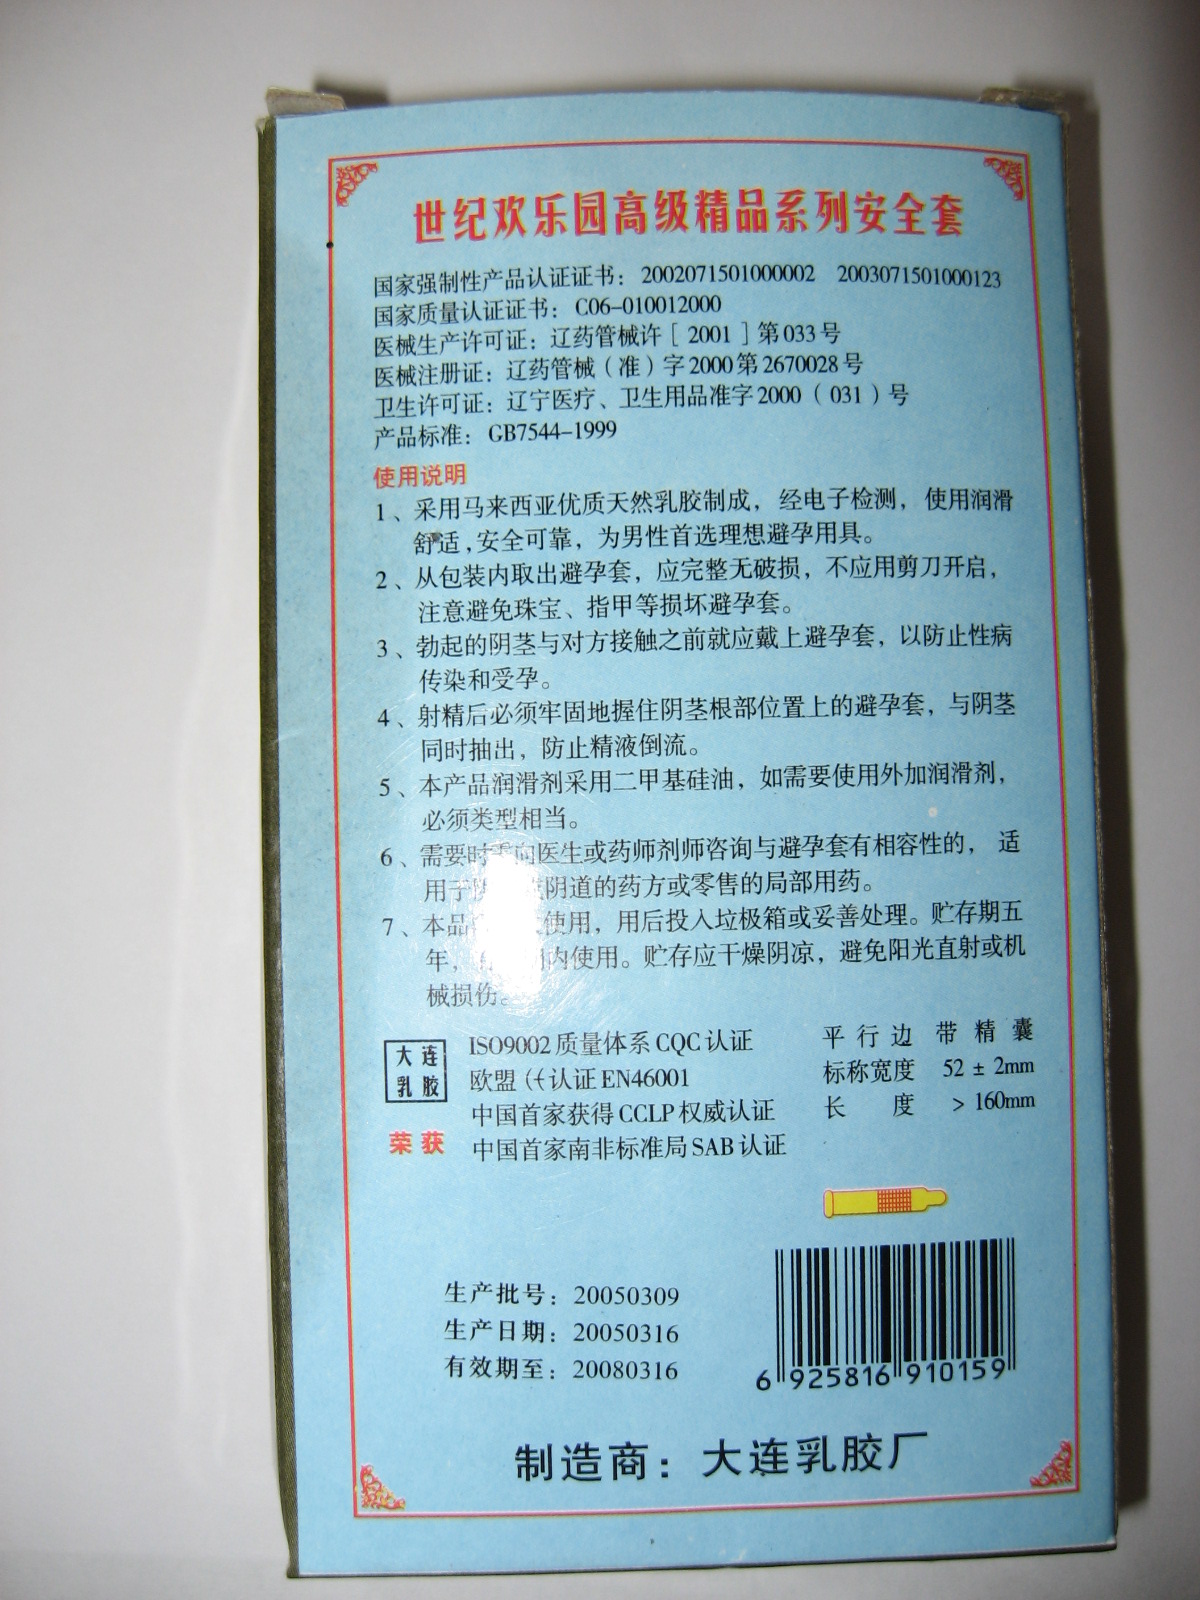 世纪欢乐园高级精品系列安全套
国家强制性产品认证证书：2002071501000002 2003071501000123
国家质量认证证书：C06-010012000
医械生产许可证：辽药管械许［2001］第033号
医械注册证：辽药管械（准）字2000第2670028号
卫生许可证：辽宁医疗、卫生用品准字2000（031）号
产品标准：GB7544-1999
使用说明
1、采用马来西亚优质天然乳胶制成，经电子检测，使用润滑
舒适,安全可靠，为男性首选理想避孕用具。
2、从包装内取出避孕套，应完整无破损，不应用剪刀开启，
注意避免珠宝、指甲等损坏避孕套。
3、勃起的阴茎与对方接触之前就应戴上避孕套，以防止性病
传染和受孕。
4、射精后必须牢固地握住阴茎根部位置上的避孕套，与阴茎
同时抽出，防止精液倒流。
5、本产品润滑剂采用二甲基硅油，如需要使用外加润滑剂，
必须类型相当。
6、需要时 向医生或药师剂师咨询与避孕套有相容性的，适
用于 阴道的药方或零售的局部用药。
7、本品 使用，用后投入垃极箱或妥善处理。贮存期五
年， 内使用。贮存应干燥阴凉，避免阳光直射或机
械损伤。
大连
乳胶
荣获
ISO9002质量体系CQC认证
欧盟CE认证EN46001
中国首家获得CCLP权威认证
中国首家南非标准局SAB认证
平行边 带精囊
标称宽度 52±2mm
长度 >160mm
生产批号：20050309
生产日期：20050316
有效期至：20080316
6 925816 910159
制造商：大连乳胶厂